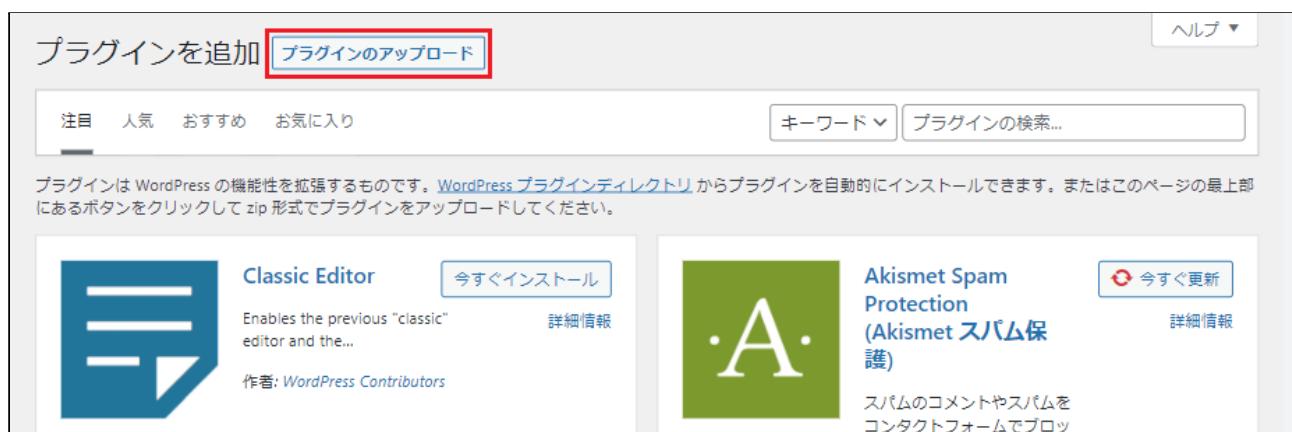 ヘルプ ▼
プラグインを追加 プラグインのアップロード
注目 人気 おすすめ お気に入り キーワード プラグインの検索...
プラグインは WordPress の機能性を拡張するものです。WordPress プラグインディレクトリ からプラグインを自動的にインストールできます。またはこのページの最上部
にあるボタンをクリックして zip 形式でプラグインをアップロードしてください。
Classic Editor
今すぐインストール
詳細情報
Enables the previous "classic"
editor and the...
作者: WordPress Contributors
·A·
Akismet Spam
Protection
(Akismet スパム保
護)
今すぐ更新
詳細情報
スパムのコメントやスパムを
コンタクトフォームでブロッ